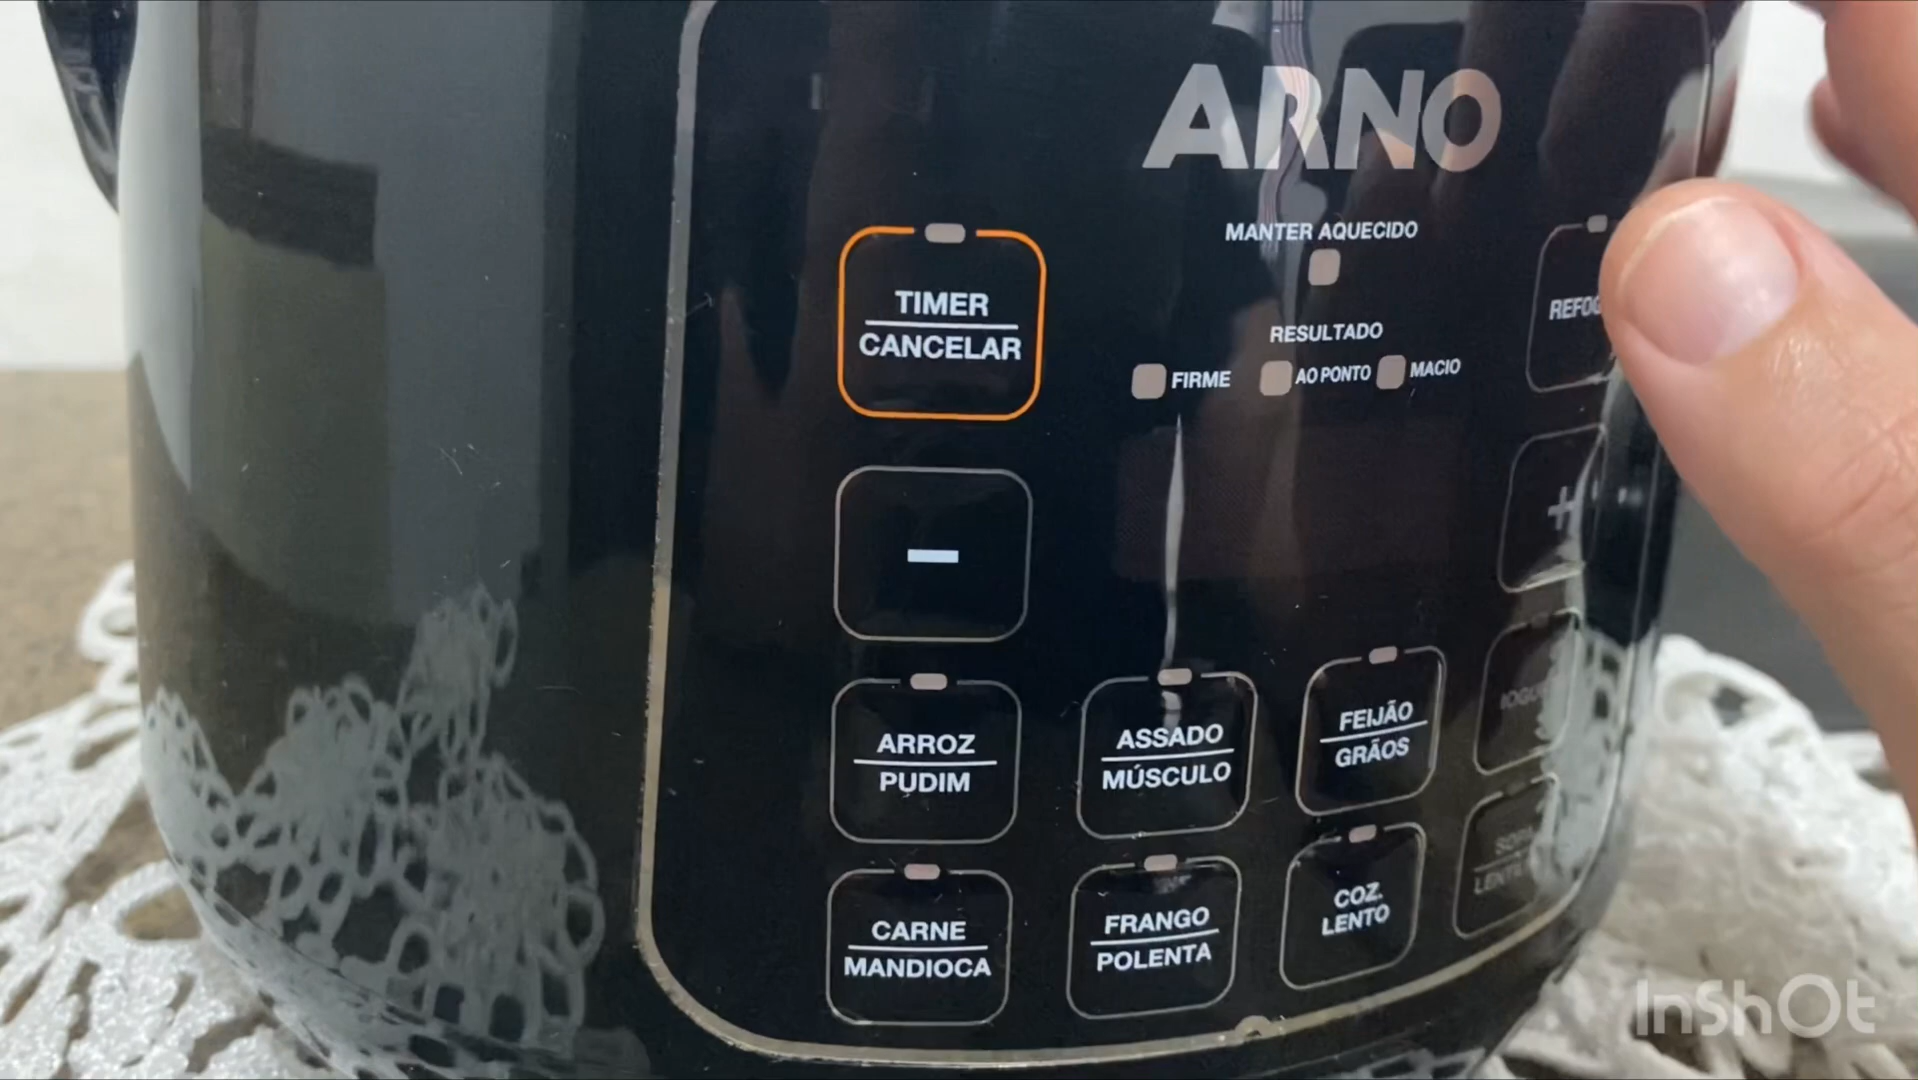 ARNO
MANTER AQUECIDO
TIMER
CANCELAR
RESULTADO
FIRME AO PONTO MACIO
+
ARROZ
PUDIM
ASSADO
MÚSCULO
FEIJÃO
GRÃOS
CARNE
MANDIOCA
FRANGO
POLENTA
COZ.
LENTO
InShOt